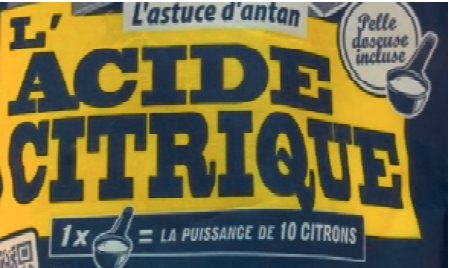 L'astuce d'antan
Pelle
doseuse
incluse
L'
ACIDE
CITRIQUE
1x = LA PUISSANCE DE 10 CITRONS